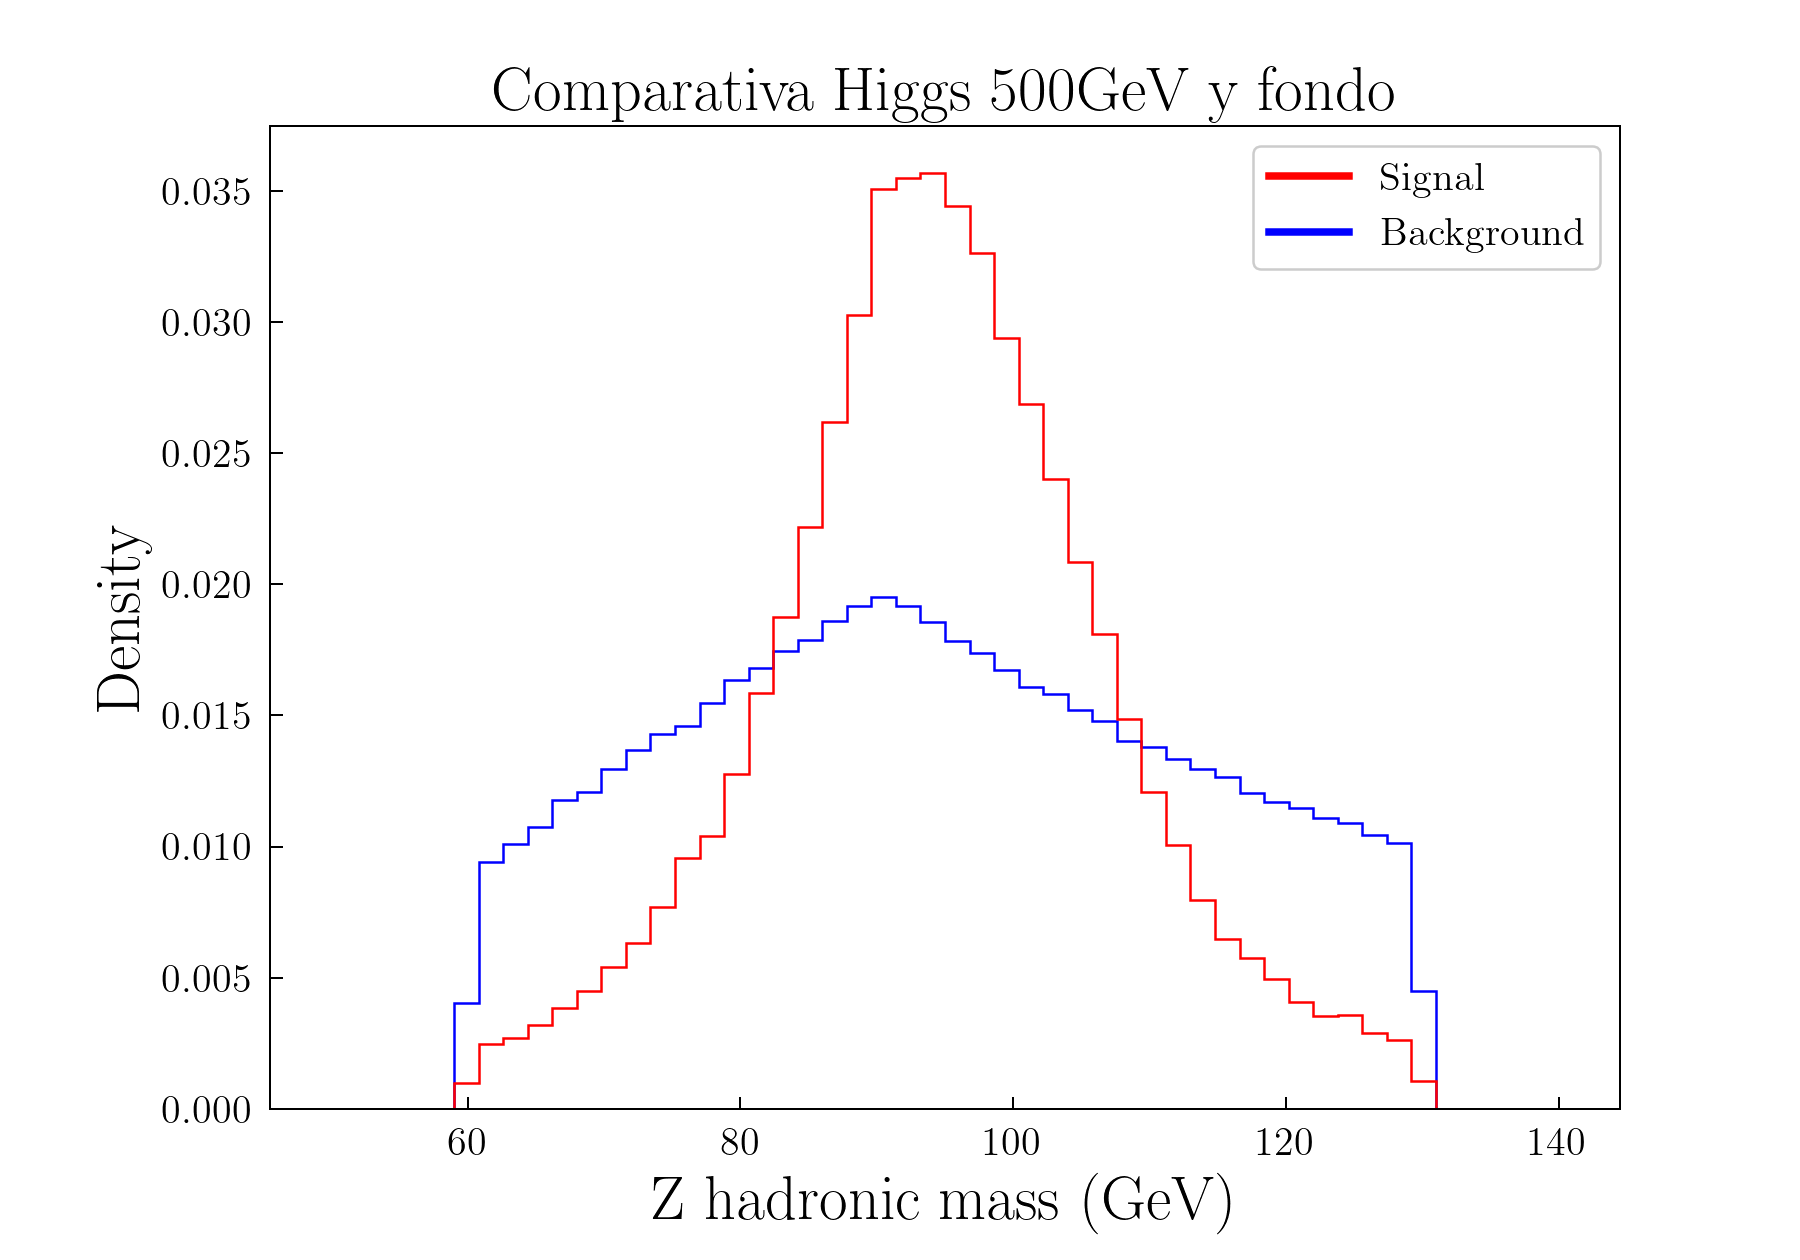 Comparativa Higgs 500GeV y fondo
Signal
Background
0.035
0.030
0.025
0.020
0.015
0.010
0.005
0.000
Density
60 80 100 120 140
Z hadronic mass (GeV)